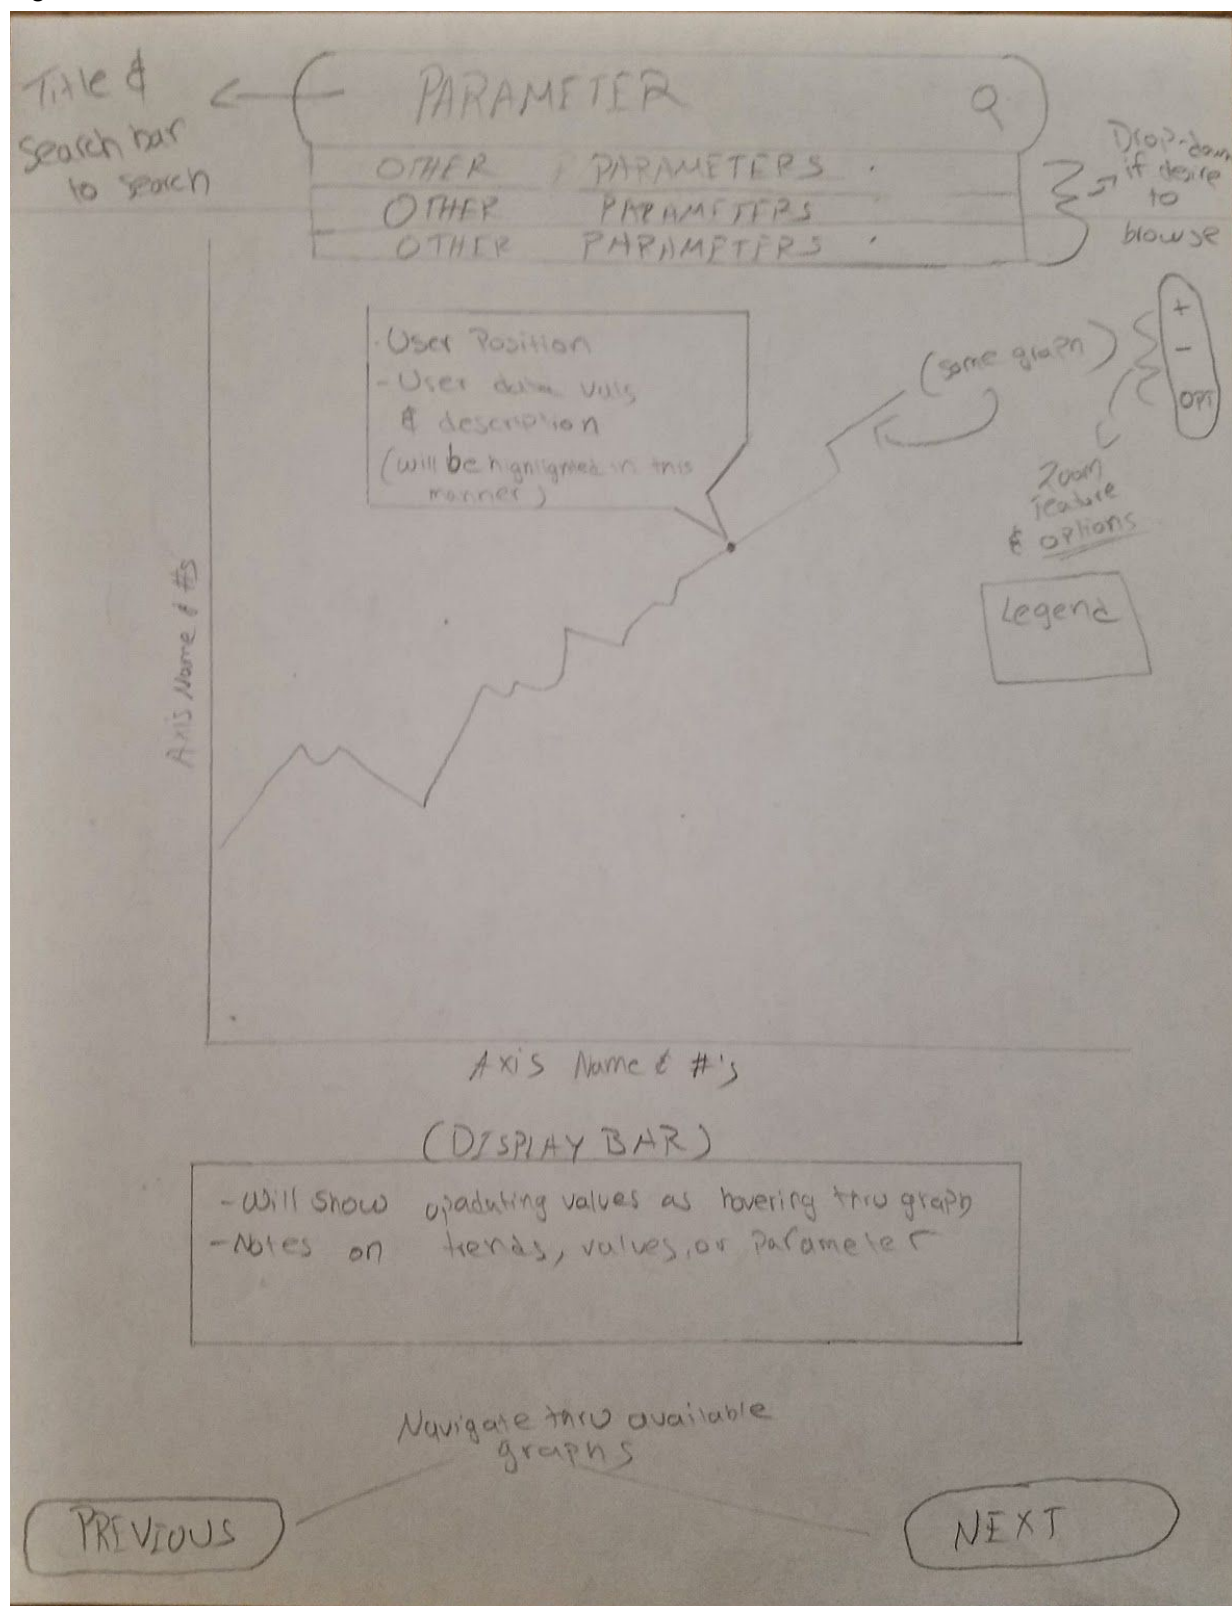 Title &
search bar
to search
PARAMETER
OTHER PARAMETERS
OTHER PARAMETERS
OTHER PARAMETERS
Drop-down
if desire
to
browse
- User Position
- User data vals
& description
(will be highlighted in this
manner)
(some graph)
+
-
OPT
Zoom
feature
& options
Legend
Axis Name & #s
Axis Name & #'s
(DISPLAY BAR)
- Will show values as hovering thru graph
- Notes on trends, values, or parameter
Navigate thru available
graphs
PREVIOUS
NEXT